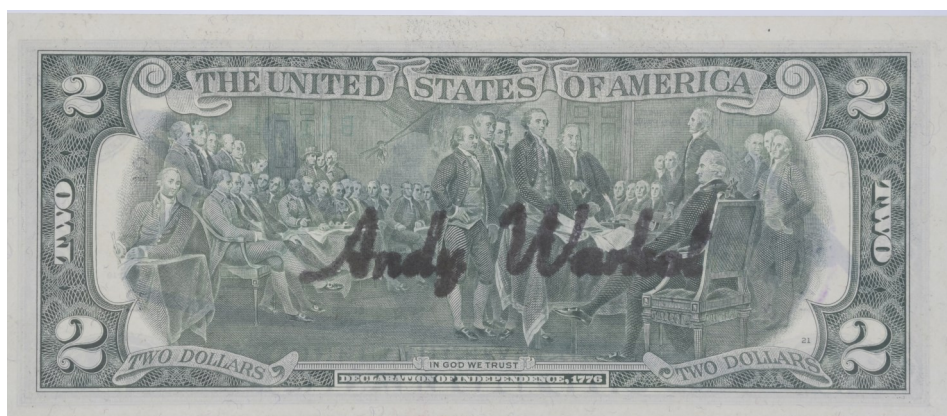 2 THE UNITED STATES OF AMERICA 2
TWO
TWO
Andy Warhol
21
2 TWO DOLLARS
IN GOD WE TRUST
TWO DOLLARS 2
DECLARATION OF INDEPENDENCE, 1776